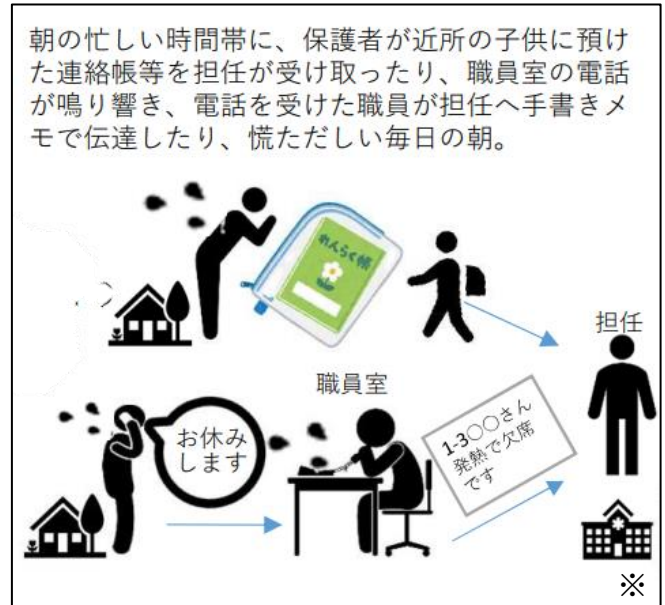 朝の忙しい時間帯に、保護者が近所の子供に預け
た連絡帳等を担任が受け取ったり、職員室の電話
が鳴り響き、電話を受けた職員が担任へ手書きメ
モで伝達したり、慌ただしい毎日の朝。
れんらく帳
担任
職員室
お休み
します
1-3○○さん
発熱で欠席
です
※